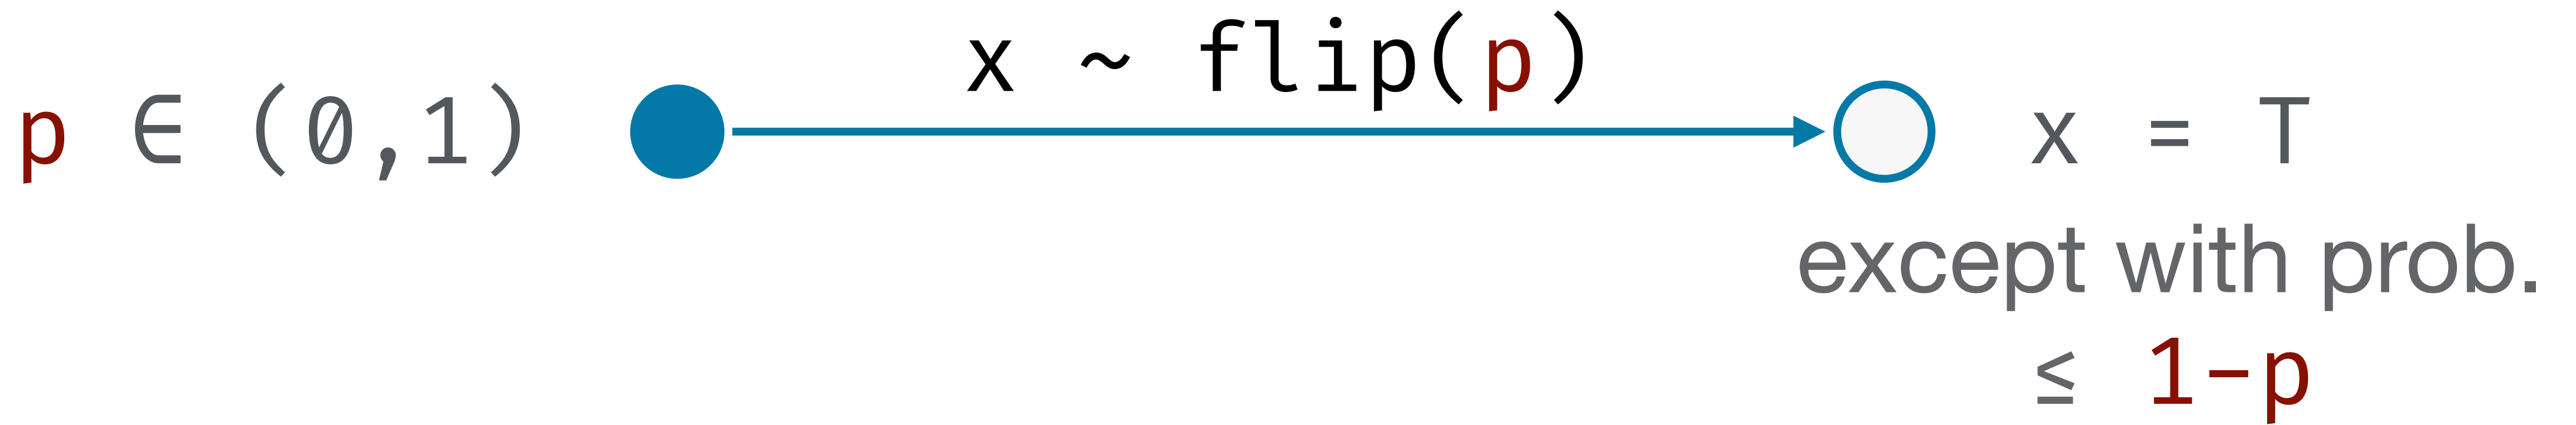 x ~ flip(p)
p ∈ (0,1)
x = T
except with prob.
≤ 1-p